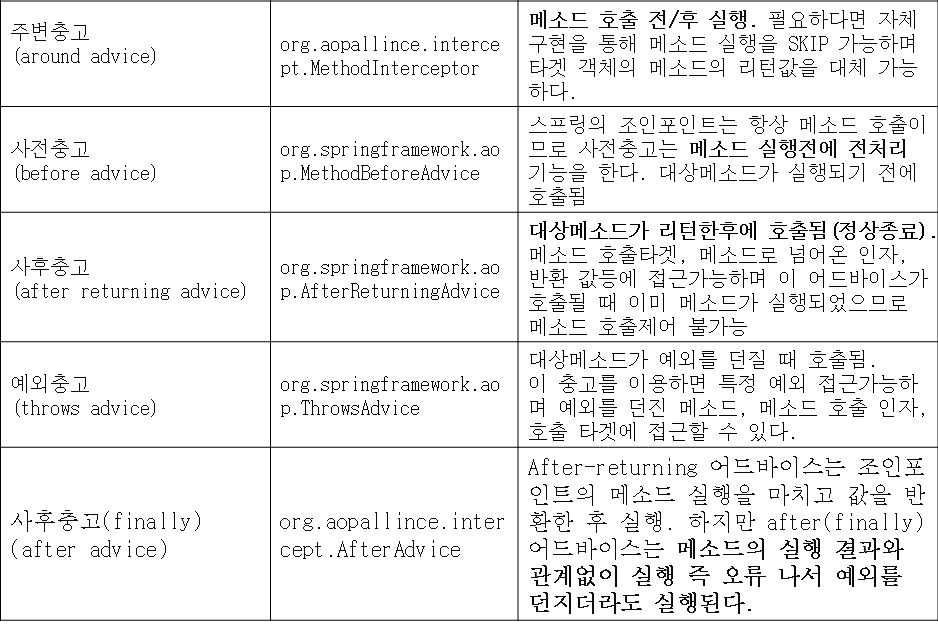 주변충고
(around advice)
org.aopallince.interce
pt.MethodInterceptor
메소드 호출 전/후 실행. 필요하다면 자체
구현을 통해 메소드 실행을 SKIP 가능하며
타겟 객체의 메소드의 리턴값을 대체 가능
하다.
사전충고
(before advice)
org.springframework.ao
p.MethodBeforeAdvice
스프링의 조인포인트는 항상 메소드 호출이
므로 사전충고는 메소드 실행전에 전처리
기능을 한다. 대상메소드가 실행되기 전에
호출됨
사후충고
(after returning advice)
org.springframework.ao
p.AfterReturningAdvice
대상메소드가 리턴한후에 호출됨(정상종료).
메소드 호출타겟, 메소드로 넘어온 인자,
반환 값등에 접근가능하며 이 어드바이스가
호출될 때 이미 메소드가 실행되었으므로
메소드 호출제어 불가능
예외충고
(throws advice)
org.springframework.ao
p.ThrowsAdvice
대상메소드가 예외를 던질 때 호출됨.
이 충고를 이용하면 특정 예외 접근가능하
며 예외를 던진 메소드, 메소드 호출 인자,
호출 타겟에 접근할 수 있다.
사후충고(finally)
(after advice)
org.aopallince.inter
cept.AfterAdvice
After-returning 어드바이스는 조인포
인트의 메소드 실행을 마치고 값을 반
환한 후 실행. 하지만 after(finally)
어드바이스는 메소드의 실행 결과와
관계없이 실행 즉 오류 나서 예외를
던지더라도 실행된다.